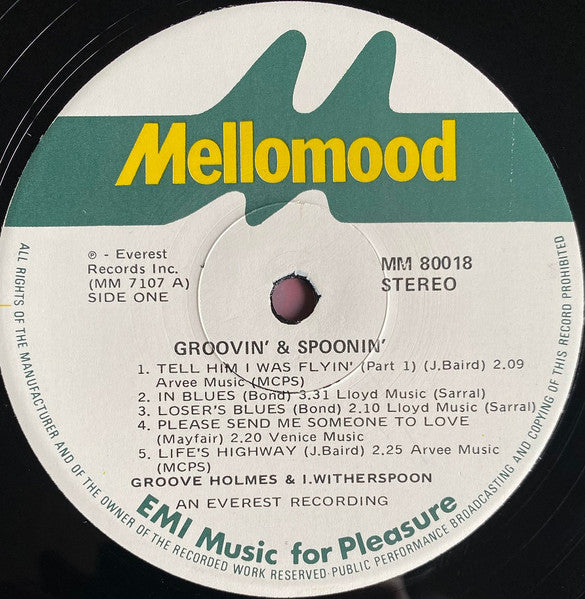 Mellomood
℗ - Everest
Records Inc.
(MM 7107 A)
SIDE ONE
MM 80018
STEREO
GROOVIN' & SPOONIN'
1. TELL HIM I WAS FLYIN' (Part 1) (J.Baird) 2.09
Arvee Music (MCPS)
2. IN BLUES (Bond) 3.31 Lloyd Music (Sarral)
3. LOSER'S BLUES (Bond) 2.10 Lloyd Music (Sarral)
4. PLEASE SEND ME SOMEONE TO LOVE
(Mayfair) 2.20 Venice Music
5. LIFE'S HIGHWAY (J.Baird) 2.25 Arvee Music
(MCPS)
GROOVE HOLMES & I.WITHERSPOON
AN EVEREST RECORDING
EMI Music for Pleasure
ALL RIGHTS OF THE MANUFACTURER AND OF THE OWNER OF THE RECORDED WORK RESERVED·PUBLIC PERFORMANCE BROADCASTING AND COPYING OF THIS RECORD PROHIBITED